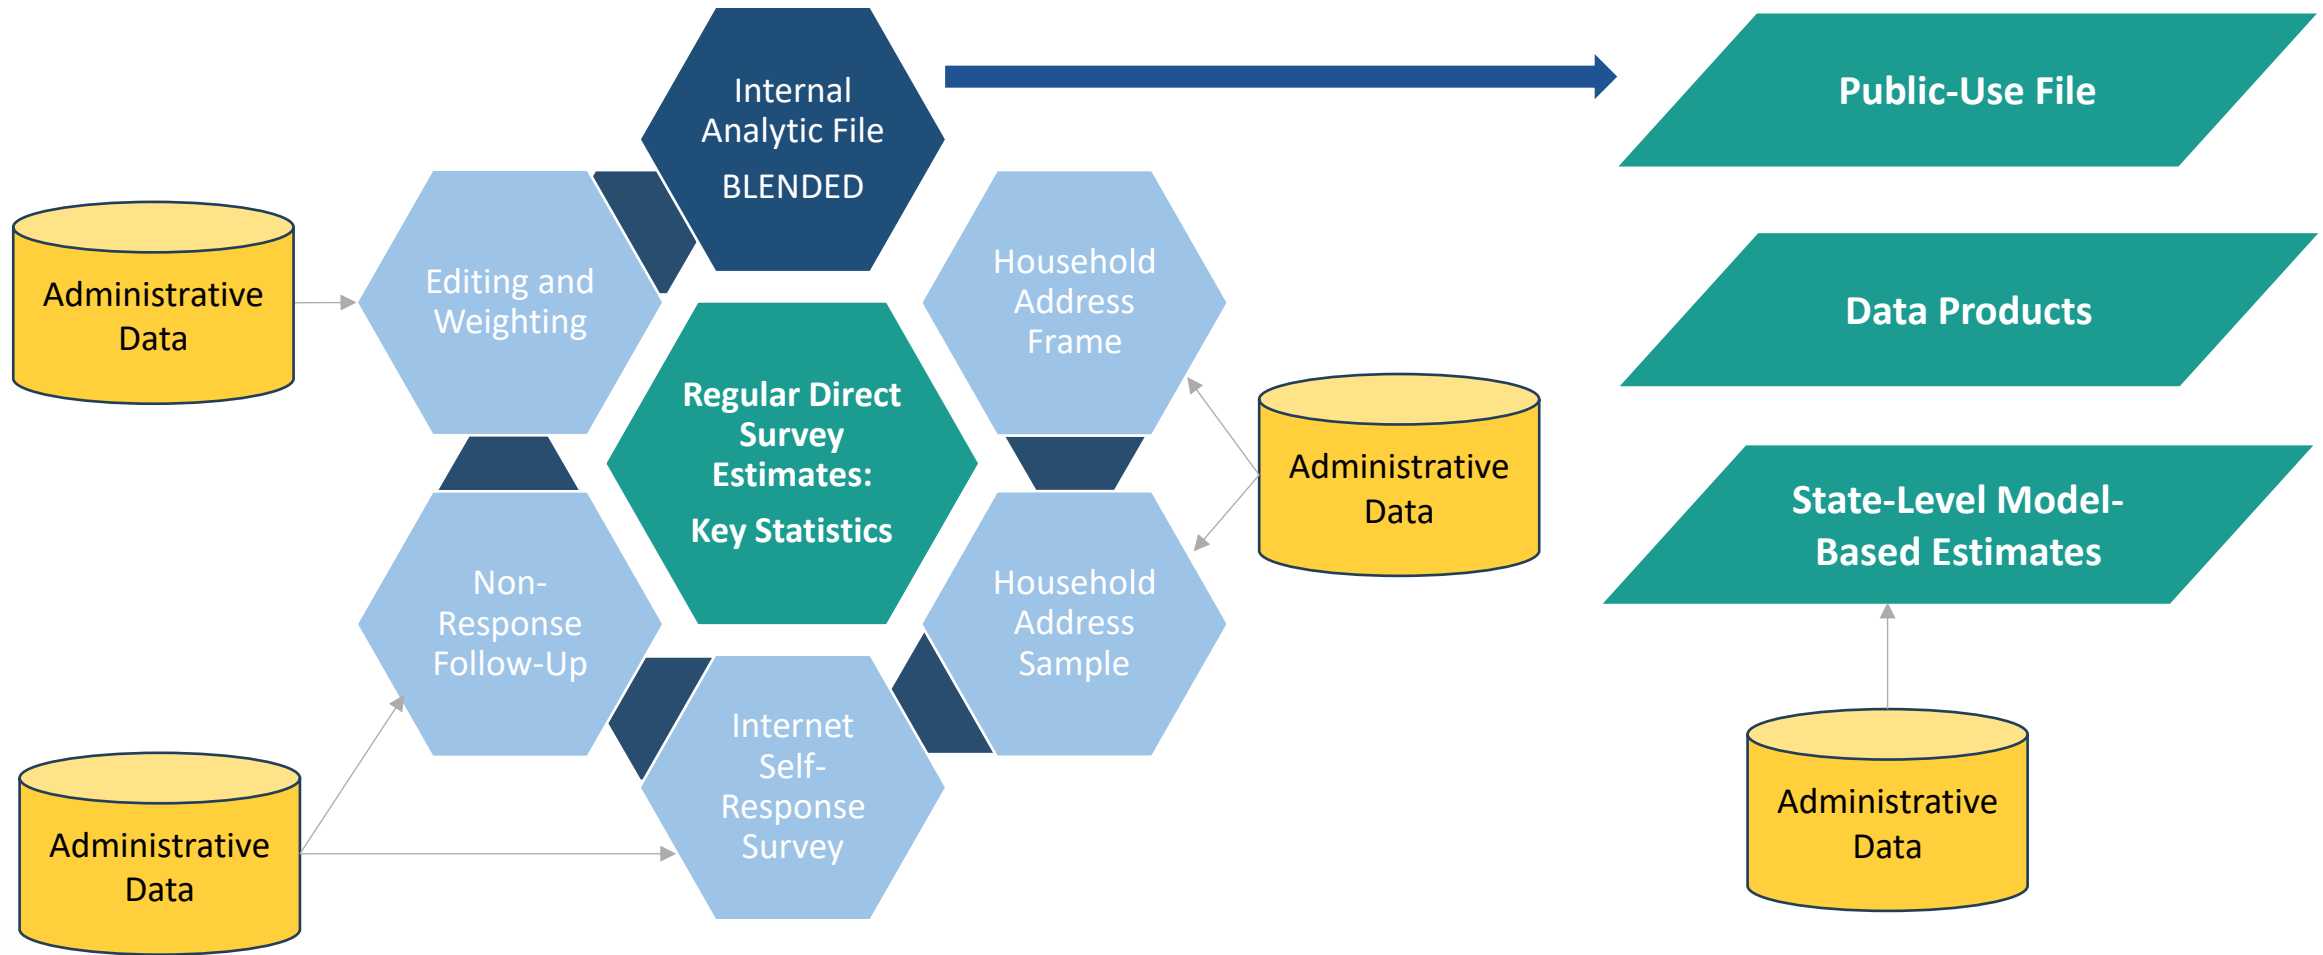 Internal
Analytic File
BLENDED
Public-Use File
Administrative
Data
Editing and
Weighting
Household
Address
Frame
Data Products
Regular Direct
Survey
Estimates:
Key Statistics
Administrative
Data
State-Level Model-
Based Estimates
Non-
Response
Follow-Up
Household
Address
Sample
Internet
Self-
Response
Survey
Administrative
Data
Administrative
Data